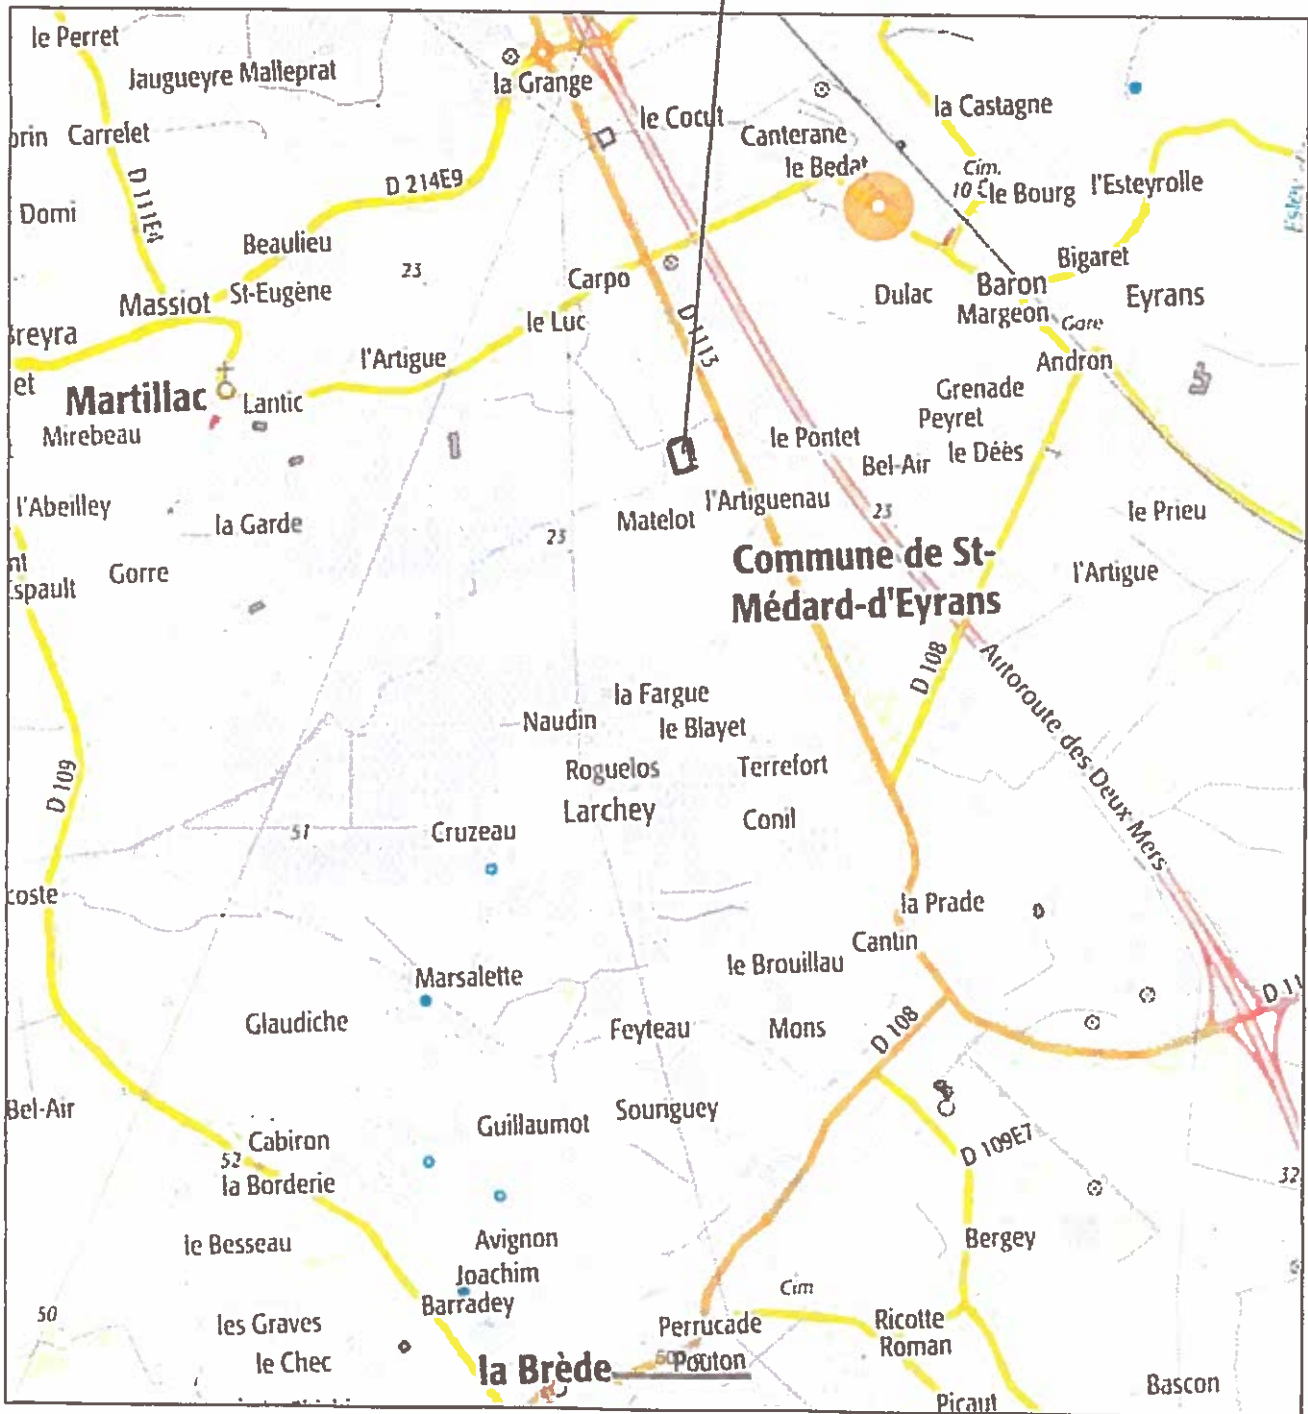 le Perret
Jaugueyre Malleprat
la Grange
le Cocut
la Castagne
Carrelet
Canterane
le Bedat
Cim.
le Bourg
l'Esteyrolle
D 111E4
D 214E9
Domi
Beaulieu
23
Carpo
Bigaret
Massiot
St-Eugène
Dulac
Baron
Eyrans
Margeon
Gare
le Luc
D 1113
l'Artigue
Andron
Martillac
Lantic
Grenade
Mirebeau
Peyret
le Pontet
Bel-Air
le Déès
l'Abeilley
la Garde
Matelot
l'Artiguenau
23
le Prieu
23
Gorre
Commune de St-
Médard-d'Eyrans
l'Artigue
D 108
Autoroute des Deux Mers
la Fargue
Naudin
le Blayet
Roguelos
Terrefort
D 109
Larchey
Conil
51
Cruzeau
la Prade
Cantin
le Brouillau
Marsalette
Glaudiche
Feyteau
Mons
D 108
D 11
Bel-Air
Guillaumot
Sounguey
Cabiron
52
la Borderie
D 109E7
32
le Besseau
Avignon
Bergey
Joachim
Barradey
Cim
50
les Graves
Perrucade
Ricotte
Roman
le Chec
la Brède
Pouton
Bascon
Picaut